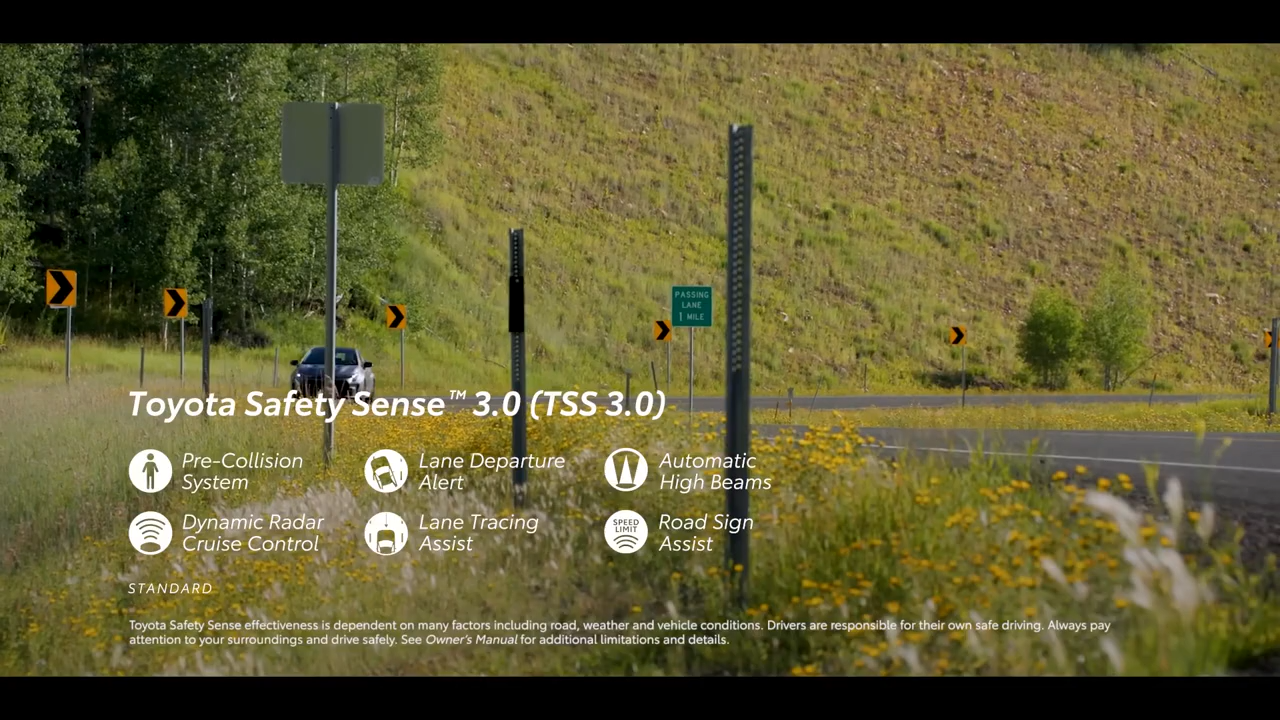 PASSING
LANE
1 MILE
Toyota Safety Sense™ 3.0 (TSS 3.0)
Pre-Collision
System
Lane Departure
Alert
Automatic
High Beams
Dynamic Radar
Cruise Control
Lane Tracing
Assist
SPEED
LIMIT
Road Sign
Assist
STANDARD
Toyota Safety Sense effectiveness is dependent on many factors including road, weather and vehicle conditions. Drivers are responsible for their own safe driving. Always pay
attention to your surroundings and drive safely. See Owner's Manual for additional limitations and details.